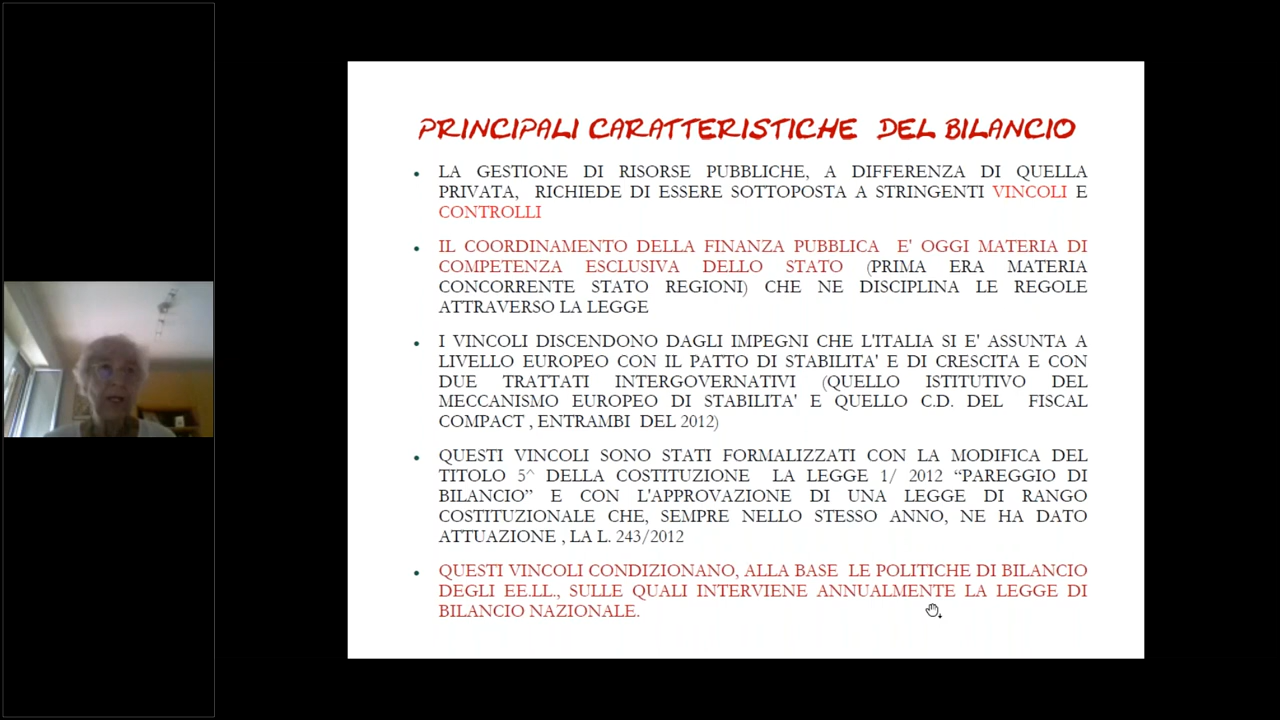 PRINCIPALI CARATTERISTICHE DEL BILANCIO
• LA GESTIONE DI RISORSE PUBBLICHE, A DIFFERENZA DI QUELLA
PRIVATA, RICHIEDE DI ESSERE SOTTOPOSTA A STRINGENTI VINCOLI E
CONTROLLI
• IL COORDINAMENTO DELLA FINANZA PUBBLICA E' OGGI MATERIA DI
COMPETENZA ESCLUSIVA DELLO STATO (PRIMA ERA MATERIA
CONCORRENTE STATO REGIONI) CHE NE DISCIPLINA LE REGOLE
ATTRAVERSO LA LEGGE
• I VINCOLI DISCENDONO DAGLI IMPEGNI CHE L'ITALIA SI E' ASSUNTA A
LIVELLO EUROPEO CON IL PATTO DI STABILITA' E DI CRESCITA E CON
DUE TRATTATI INTERGOVERNATIVI (QUELLO ISTITUTIVO DEL
MECCANISMO EUROPEO DI STABILITA' E QUELLO C.D. DEL FISCAL
COMPACT , ENTRAMBI DEL 2012)
• QUESTI VINCOLI SONO STATI FORMALIZZATI CON LA MODIFICA DEL
TITOLO 5^ DELLA COSTITUZIONE LA LEGGE 1/ 2012 “PAREGGIO DI
BILANCIO” E CON L'APPROVAZIONE DI UNA LEGGE DI RANGO
COSTITUZIONALE CHE, SEMPRE NELLO STESSO ANNO, NE HA DATO
ATTUAZIONE , LA L. 243/2012
• QUESTI VINCOLI CONDIZIONANO, ALLA BASE LE POLITICHE DI BILANCIO
DEGLI EE.LL., SULLE QUALI INTERVIENE ANNUALMENTE LA LEGGE DI
BILANCIO NAZIONALE.